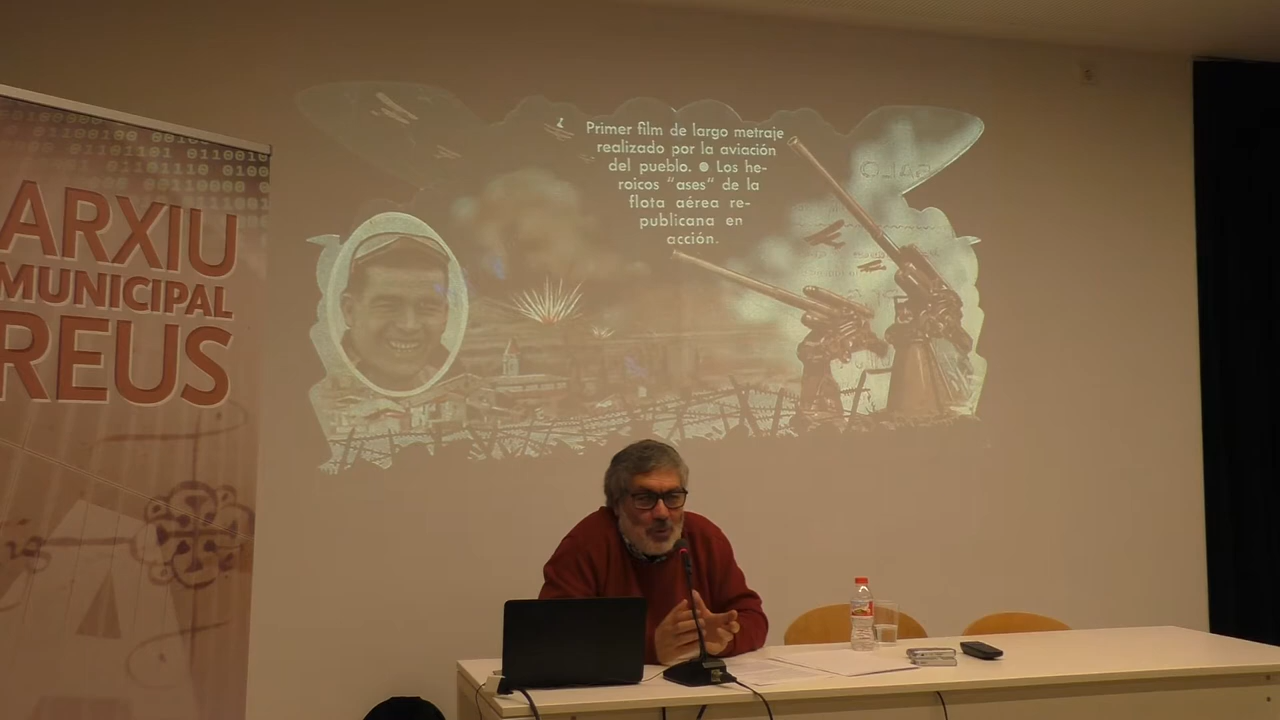 ARXIU
MUNICIPAL
REUS
Primer film de largo metraje
realizado por la aviación
del pueblo. ● Los he-
roicos "ases" de la
flota aérea re-
publicana en
acción.